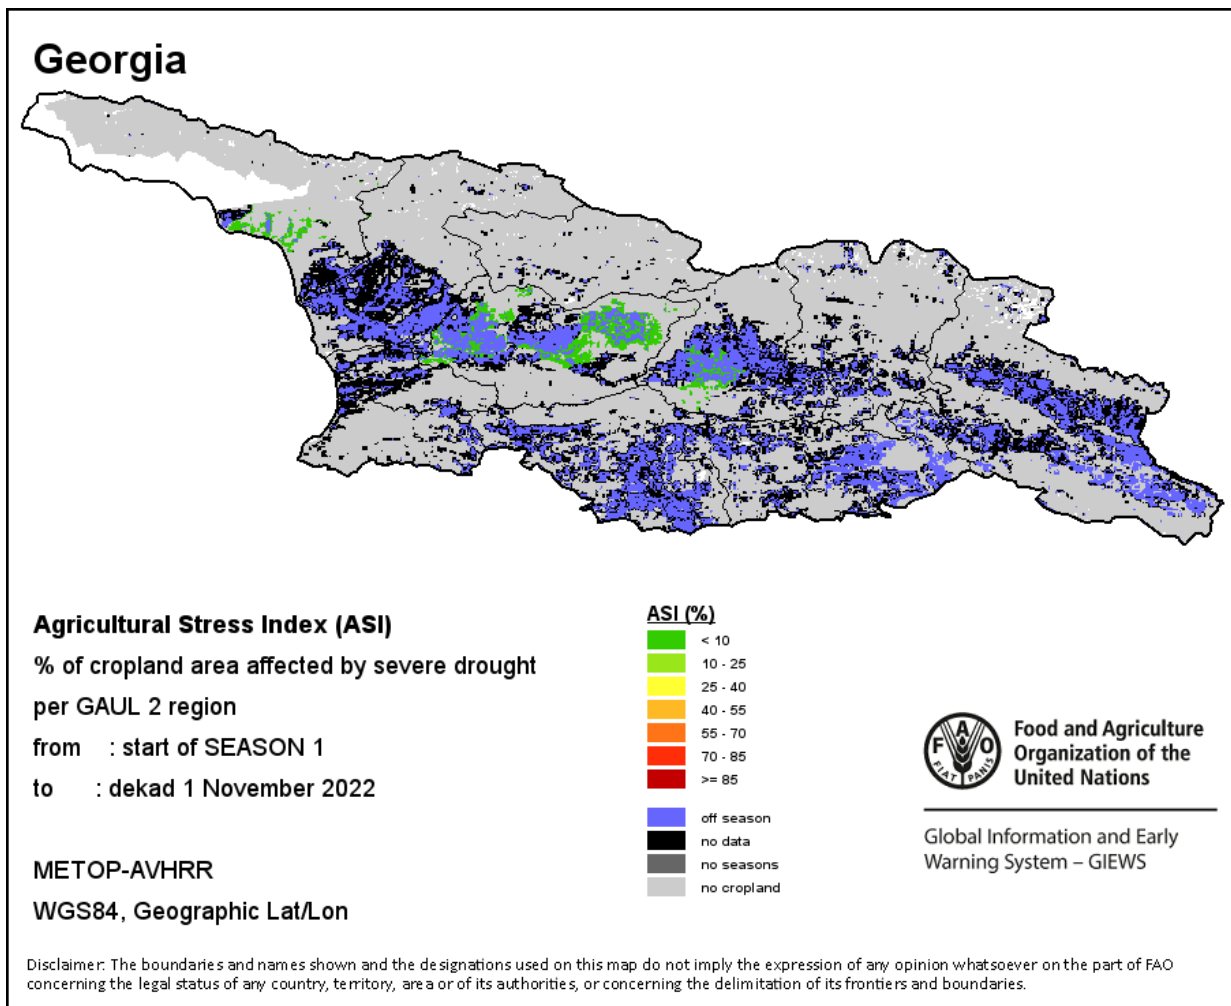 Georgia
Agricultural Stress Index (ASI)
% of cropland area affected by severe drought
per GAUL 2 region
from : start of SEASON 1
to : dekad 1 November 2022
METOP-AVHRR
WGS84, Geographic Lat/Lon
ASI (%)
< 10
10 - 25
25 - 40
40 - 55
55 - 70
70 - 85
>= 85
off season
no data
no seasons
no cropland
F A O
FIAT PANIS
Food and Agriculture
Organization of the
United Nations
Global Information and Early
Warning System – GIEWS
Disclaimer: The boundaries and names shown and the designations used on this map do not imply the expression of any opinion whatsoever on the part of FAO
concerning the legal status of any country, territory, area or of its authorities, or concerning the delimitation of its frontiers and boundaries.